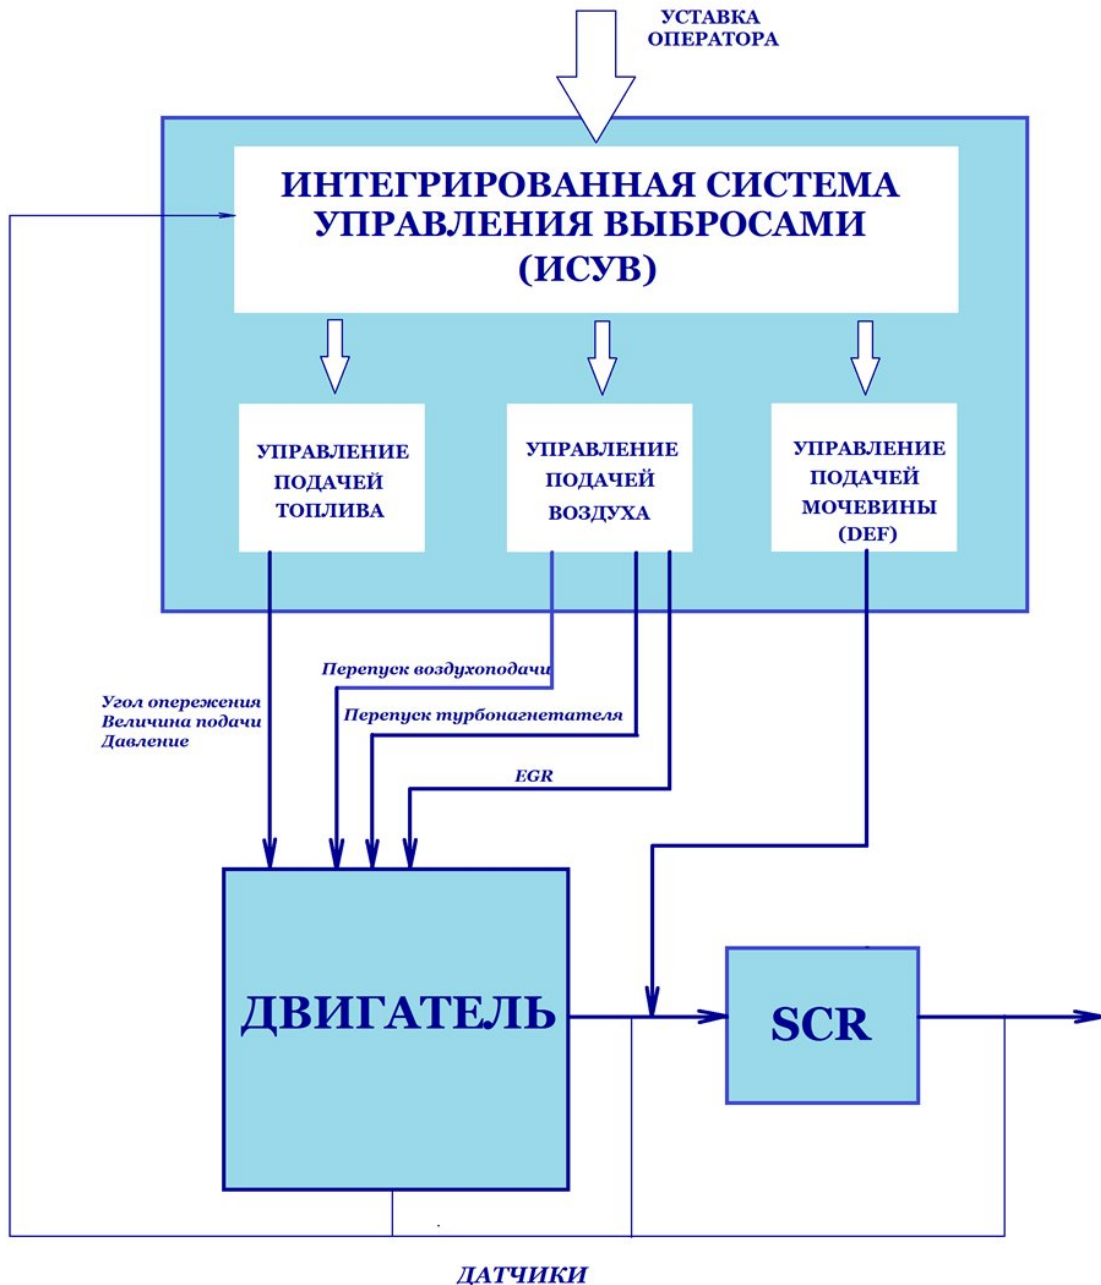 УСТАВКА
ОПЕРАТОРА
ИНТЕГРИРОВАННАЯ СИСТЕМА
УПРАВЛЕНИЯ ВЫБРОСАМИ
(ИСУВ)
УПРАВЛЕНИЕ
ПОДАЧЕЙ
ТОПЛИВА
УПРАВЛЕНИЕ
ПОДАЧЕЙ
ВОЗДУХА
УПРАВЛЕНИЕ
ПОДАЧЕЙ
МОЧЕВИНЫ
(DEF)
Перепуск воздухоподачи
Угол опережения
Величина подачи
Давление
Перепуск турбонагнетателя
EGR
ДВИГАТЕЛЬ
SCR
ДАТЧИКИ